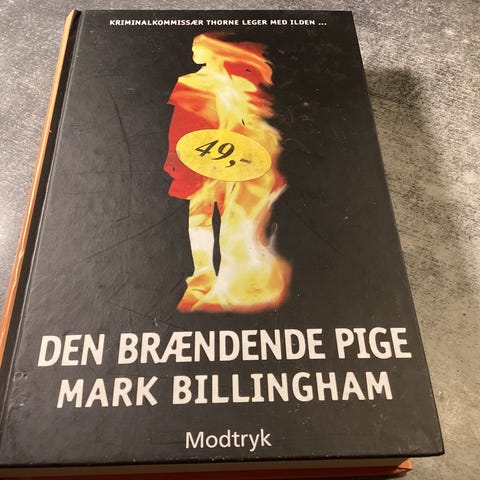 KRIMINALKOMMISSÆR THORNE LEGER MED ILDEN ...
49,-
DEN BRÆNDENDE PIGE
MARK BILLINGHAM
Modtryk